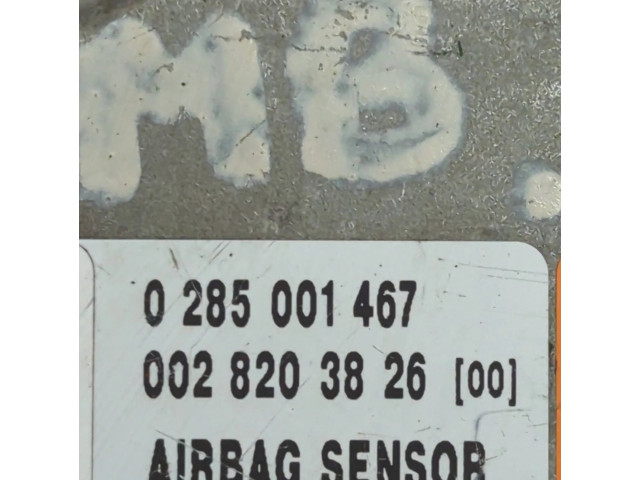 MB.
0 285 001 467
002 820 38 26 [00]
AIRBAG SENSOR